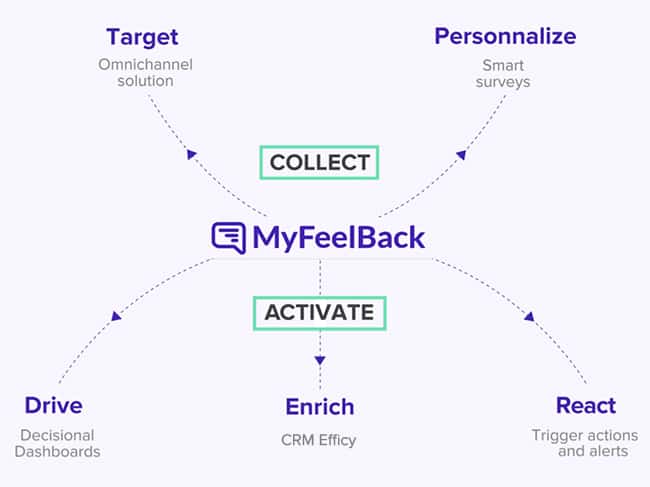 Target
Omnichannel
solution
Personnalize
Smart
surveys
COLLECT
MyFeelBack
ACTIVATE
Drive
Decisional
Dashboards
Enrich
CRM Efficy
React
Trigger actions
and alerts